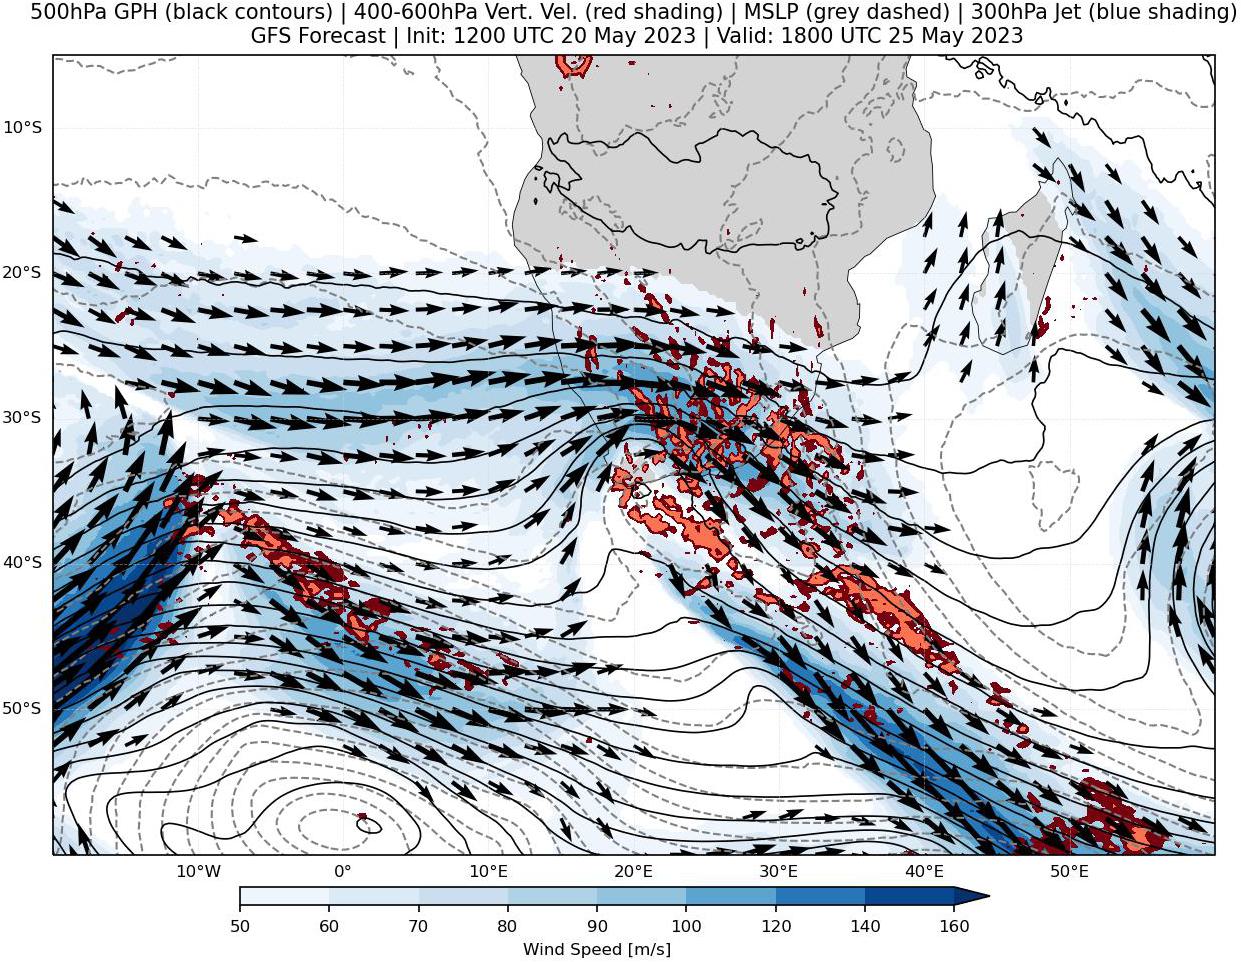 500hPa GPH (black contours) | 400-600hPa Vert. Vel. (red shading) | MSLP (grey dashed) | 300hPa Jet (blue shading)
GFS Forecast | Init: 1200 UTC 20 May 2023 | Valid: 1800 UTC 25 May 2023
10°S
20°S
30°S
40°S
50°S
10°W 0° 10°E 20°E 30°E 40°E 50°E
50 60 70 80 90 100 120 140 160
Wind Speed [m/s]